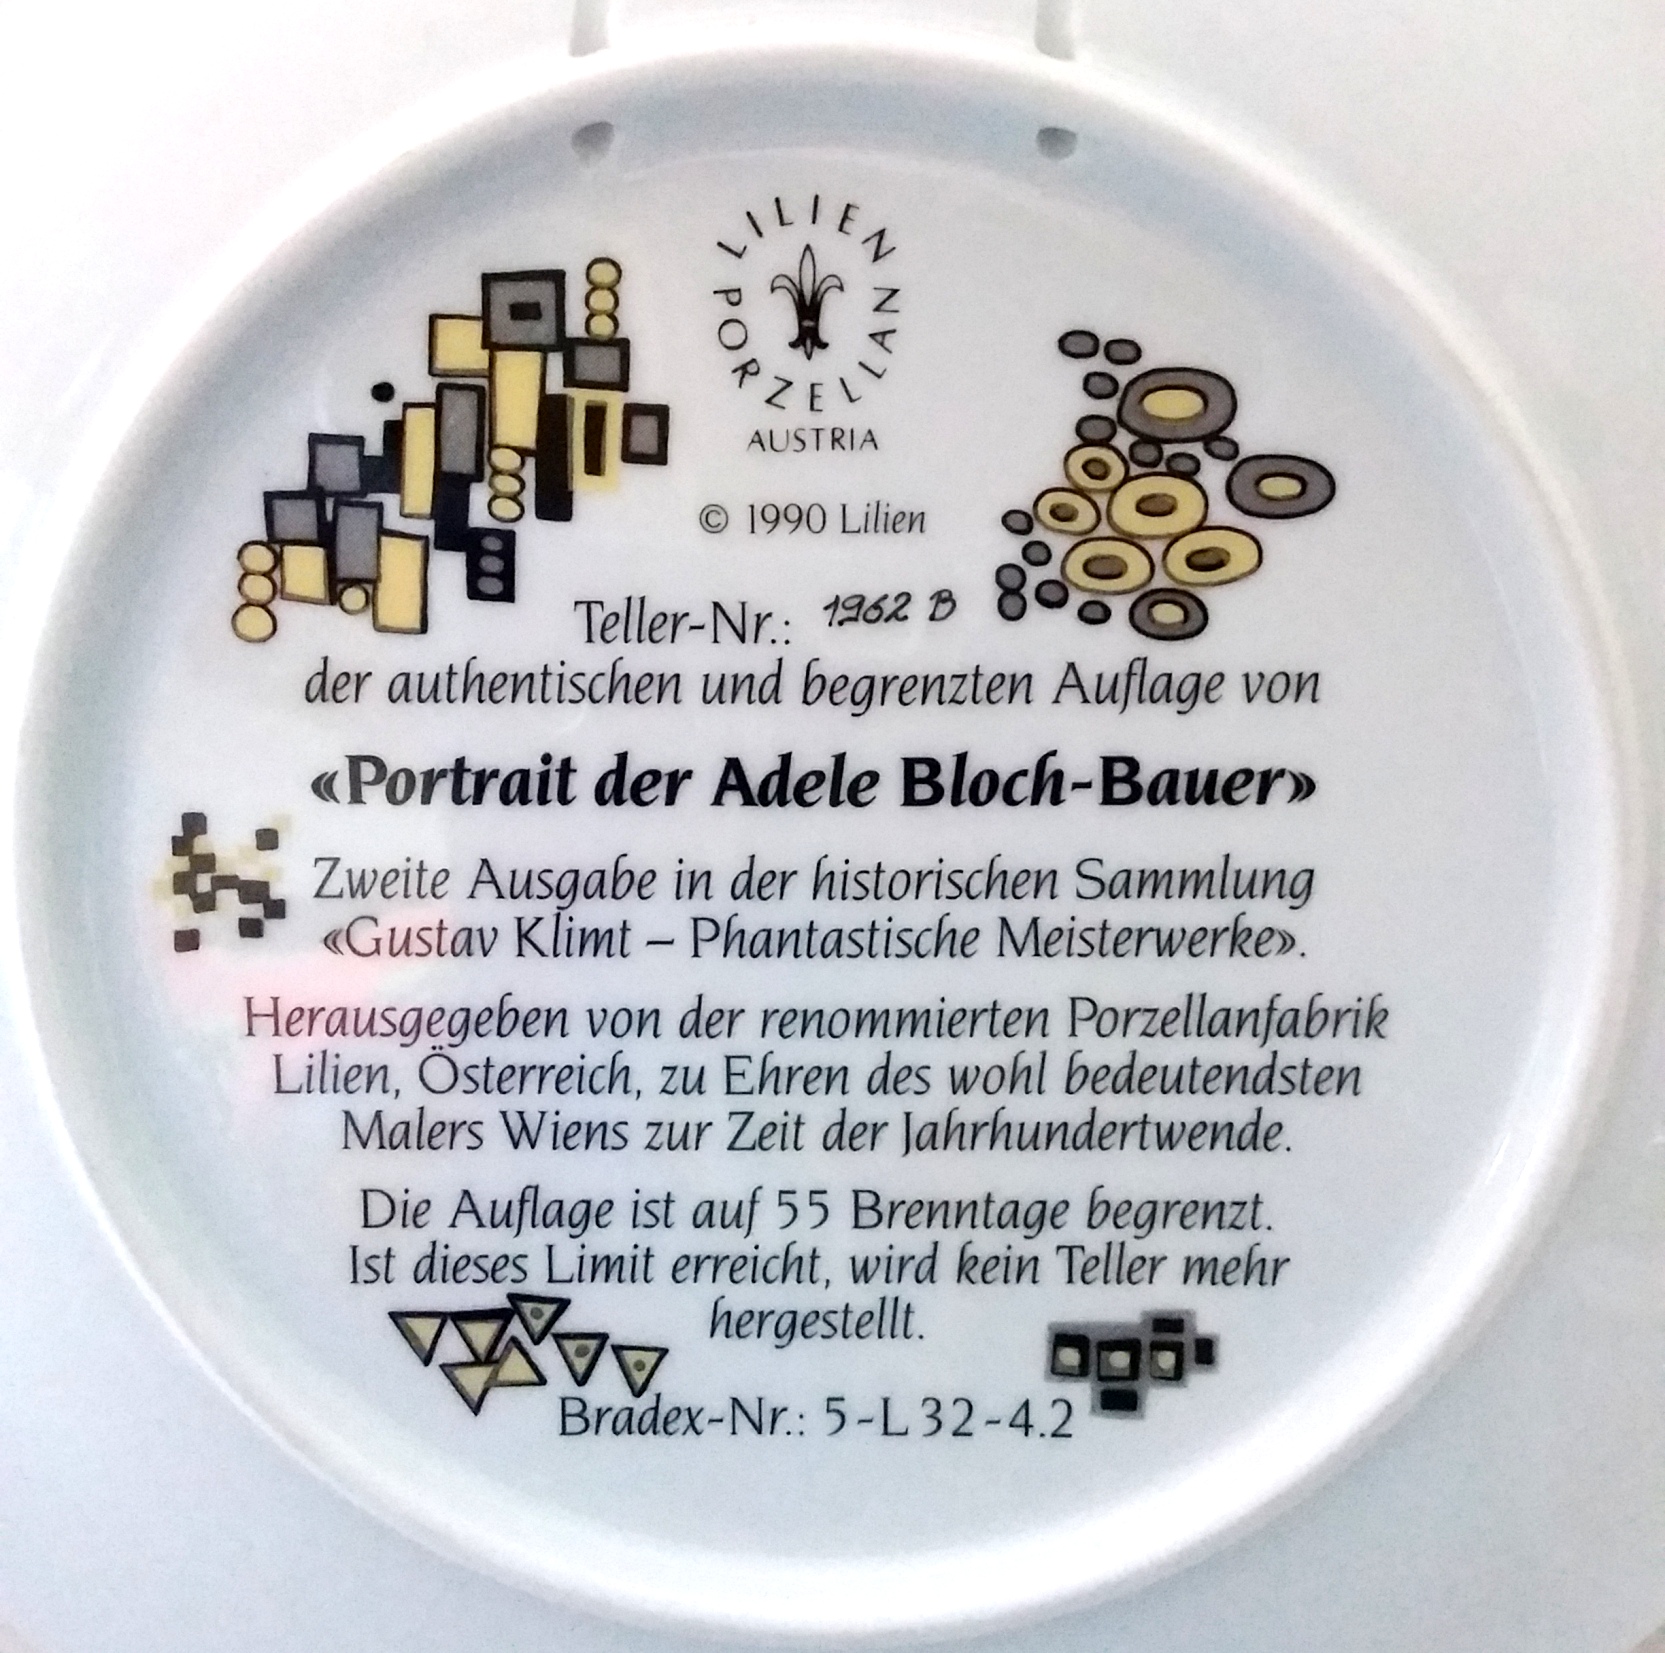 LILIEN
PORZELLAN
AUSTRIA
© 1990 Lilien
Teller-Nr.: 1962 B
der authentischen und begrenzten Auflage von
«Portrait der Adele Bloch-Bauer»
Zweite Ausgabe in der historischen Sammlung
«Gustav Klimt – Phantastische Meisterwerke».
Herausgegeben von der renommierten Porzellanfabrik
Lilien, Österreich, zu Ehren des wohl bedeutendsten
Malers Wiens zur Zeit der Jahrhundertwende.
Die Auflage ist auf 55 Brenntage begrenzt.
Ist dieses Limit erreicht, wird kein Teller mehr
hergestellt.
Bradex-Nr.: 5-L32-4.2